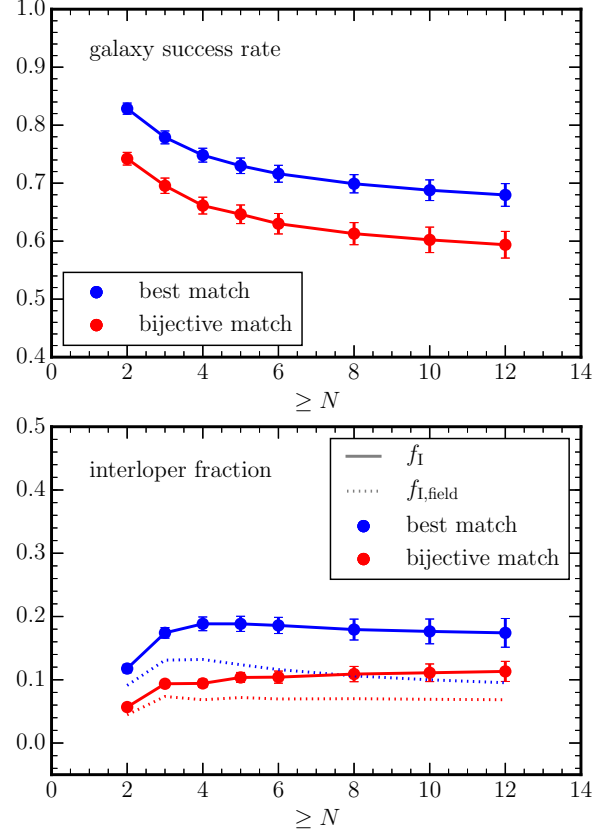 1.0
galaxy success rate
0.9
0.8
0.7
0.6
best match
0.5
bijective match
0.4
0 2 4 6 8 10 12 14
≥ N
0.5
interloper fraction
f_I
f_I,field
0.4
best match
0.3
bijective match
0.2
0.1
0.0
0 2 4 6 8 10 12 14
≥ N